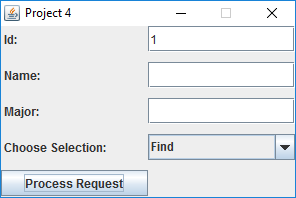 Project 4
Id: 1
Name:
Major:
Choose Selection: Find
Process Request